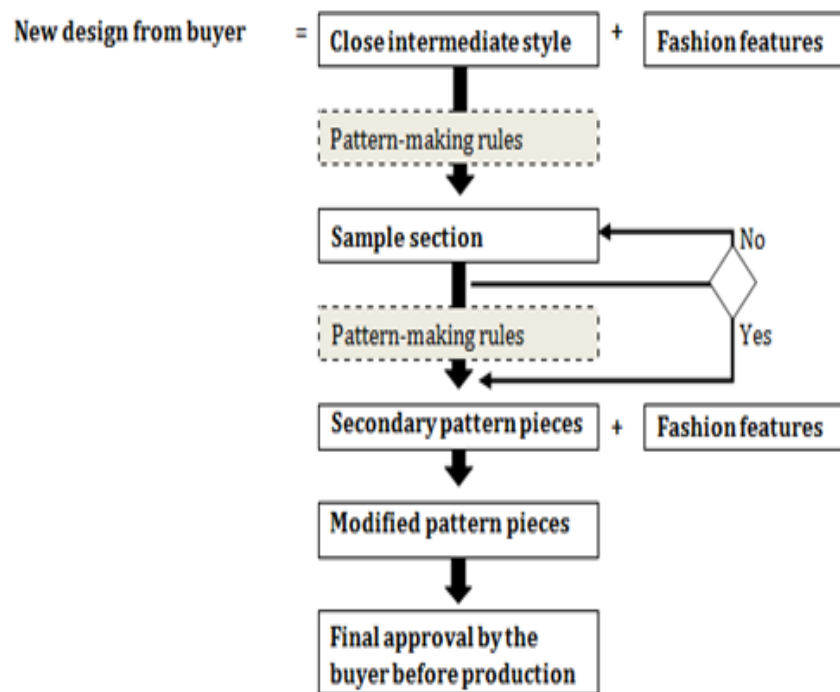 New design from buyer = Close intermediate style + Fashion features
Pattern-making rules
Sample section
No
Pattern-making rules
Yes
Secondary pattern pieces + Fashion features
Modified pattern pieces
Final approval by the
buyer before production